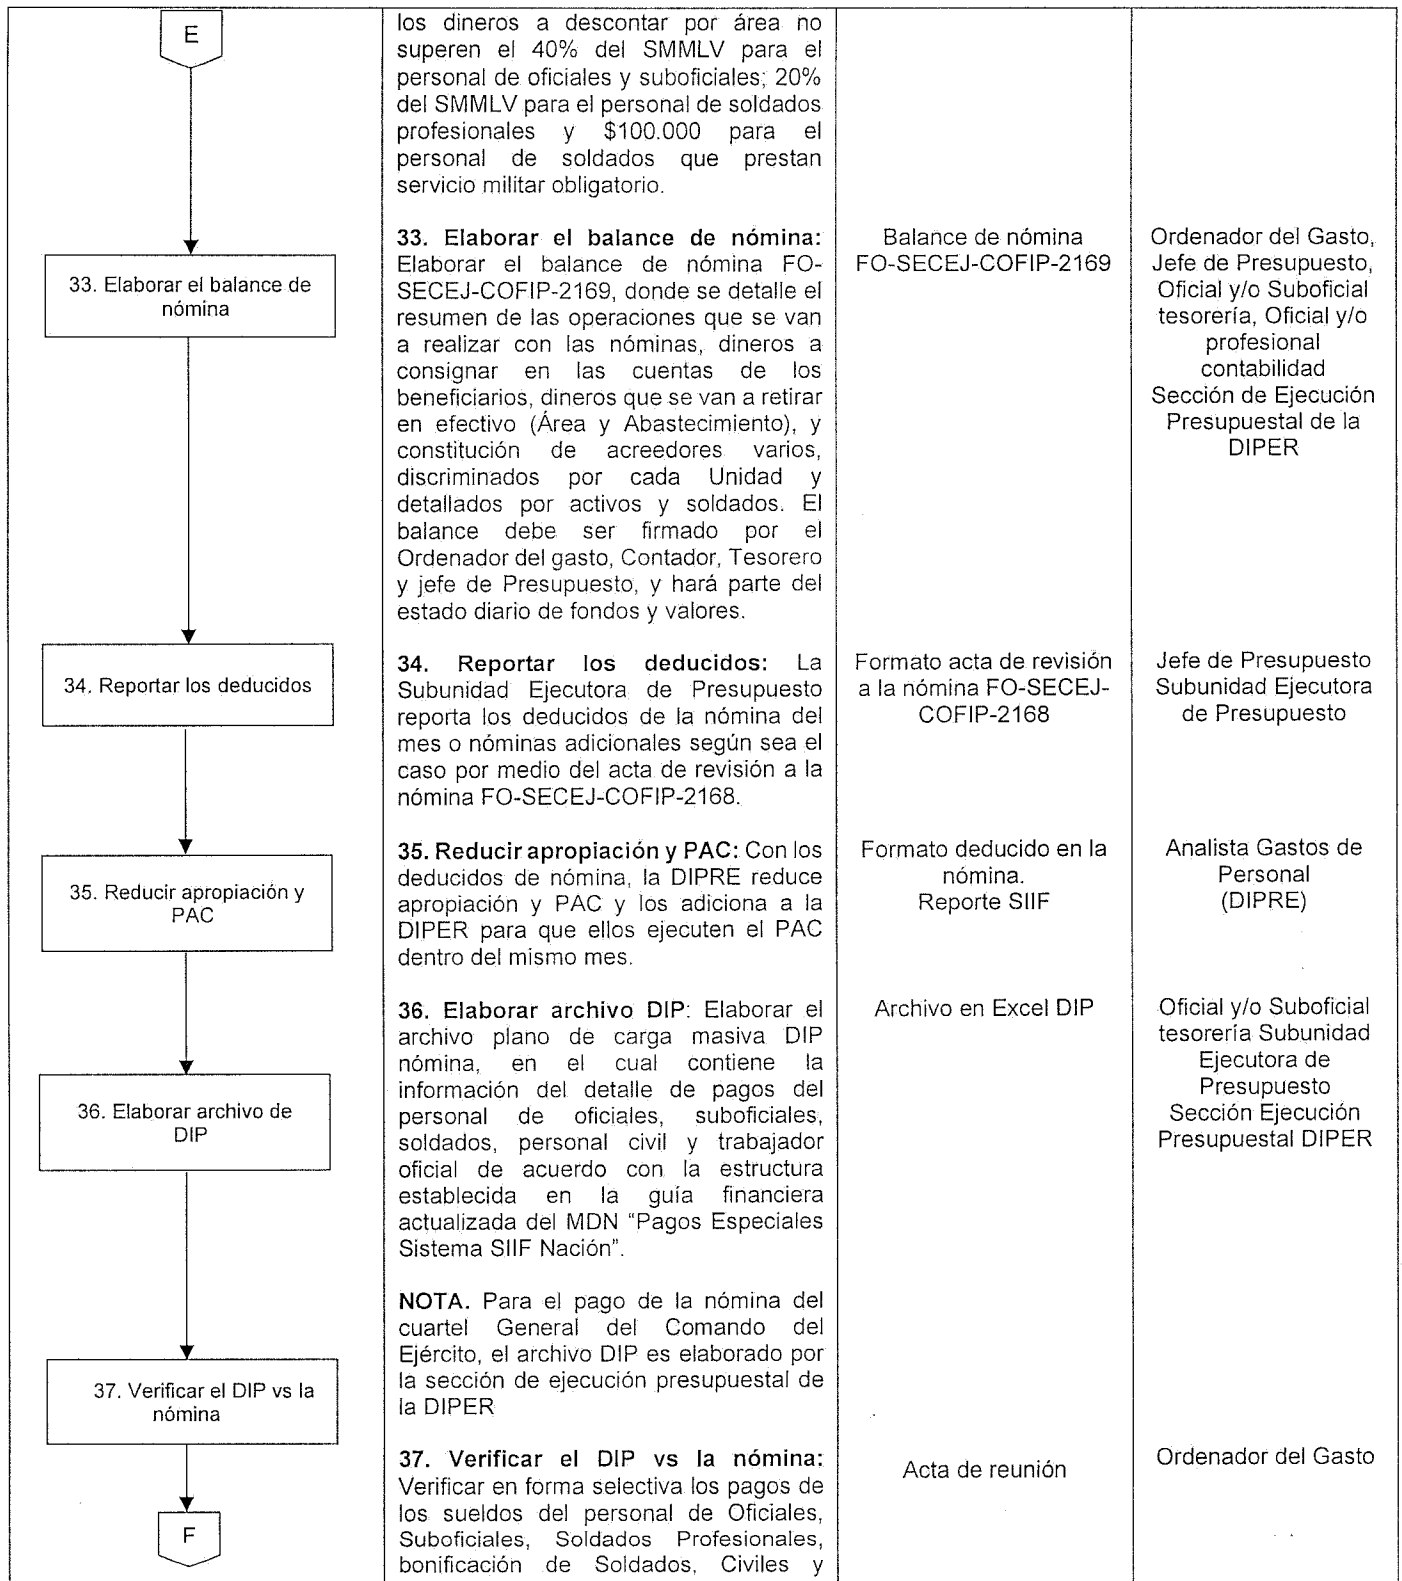 E
los dineros a descontar por área no
superen el 40% del SMMLV para el
personal de oficiales y suboficiales; 20%
del SMMLV para el personal de soldados
profesionales y $100.000 para el
personal de soldados que prestan
servicio militar obligatorio.
33. Elaborar el balance de
nómina
33. Elaborar el balance de nómina:
Elaborar el balance de nómina FO-
SECEJ-COFIP-2169, donde se detalle el
resumen de las operaciones que se van
a realizar con las nóminas, dineros a
consignar en las cuentas de los
beneficiarios, dineros que se van a retirar
en efectivo (Área y Abastecimiento), y
constitución de acreedores varios,
discriminados por cada Unidad y
detallados por activos y soldados. El
balance debe ser firmado por el
Ordenador del gasto, Contador, Tesorero
y jefe de Presupuesto, y hará parte del
estado diario de fondos y valores.
Balance de nómina
FO-SECEJ-COFIP-2169
Ordenador del Gasto,
Jefe de Presupuesto,
Oficial y/o Suboficial
tesorería, Oficial y/o
profesional
contabilidad
Sección de Ejecución
Presupuestal de la
DIPER
34. Reportar los deducidos
34. Reportar los deducidos: La
Subunidad Ejecutora de Presupuesto
reporta los deducidos de la nómina del
mes o nóminas adicionales según sea el
caso por medio del acta de revisión a la
nómina FO-SECEJ-COFIP-2168.
Formato acta de revisión
a la nómina FO-SECEJ-
COFIP-2168
Jefe de Presupuesto
Subunidad Ejecutora
de Presupuesto
35. Reducir apropiación y
PAC
35. Reducir apropiación y PAC: Con los
deducidos de nómina, la DIPRE reduce
apropiación y PAC y los adiciona a la
DIPER para que ellos ejecuten el PAC
dentro del mismo mes.
Formato deducido en la
nómina.
Reporte SIIF
Analista Gastos de
Personal
(DIPRE)
36. Elaborar archivo de
DIP
36. Elaborar archivo DIP: Elaborar el
archivo plano de carga masiva DIP
nómina, en el cual contiene la
información del detalle de pagos del
personal de oficiales, suboficiales,
soldados, personal civil y trabajador
oficial de acuerdo con la estructura
establecida en la guía financiera
actualizada del MDN “Pagos Especiales
Sistema SIIF Nación”.
NOTA. Para el pago de la nómina del
cuartel General del Comando del
Ejército, el archivo DIP es elaborado por
la sección de ejecución presupuestal de
la DIPER
Archivo en Excel DIP
Oficial y/o Suboficial
tesorería Subunidad
Ejecutora de
Presupuesto
Sección Ejecución
Presupuestal DIPER
37. Verificar el DIP vs la
nómina
37. Verificar el DIP vs la nómina:
Verificar en forma selectiva los pagos de
los sueldos del personal de Oficiales,
Suboficiales, Soldados Profesionales,
bonificación de Soldados, Civiles y
Acta de reunión
Ordenador del Gasto
F